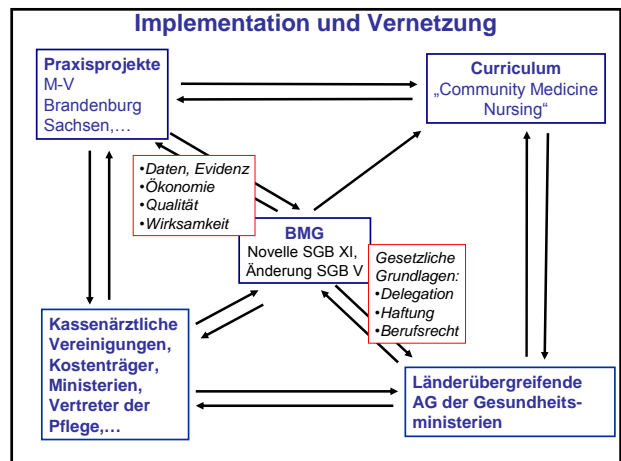 Implementation und Vernetzung
Praxisprojekte
M-V
Brandenburg
Sachsen,…
Curriculum
„Community Medicine
Nursing“
•Daten, Evidenz
•Ökonomie
•Qualität
•Wirksamkeit
BMG
Novelle SGB XI,
Änderung SGB V
Gesetzliche
Grundlagen:
•Delegation
•Haftung
•Berufsrecht
Kassenärztliche
Vereinigungen,
Kostenträger,
Ministerien,
Vertreter der
Pflege,…
Länderübergreifende
AG der Gesundheits-
ministerien